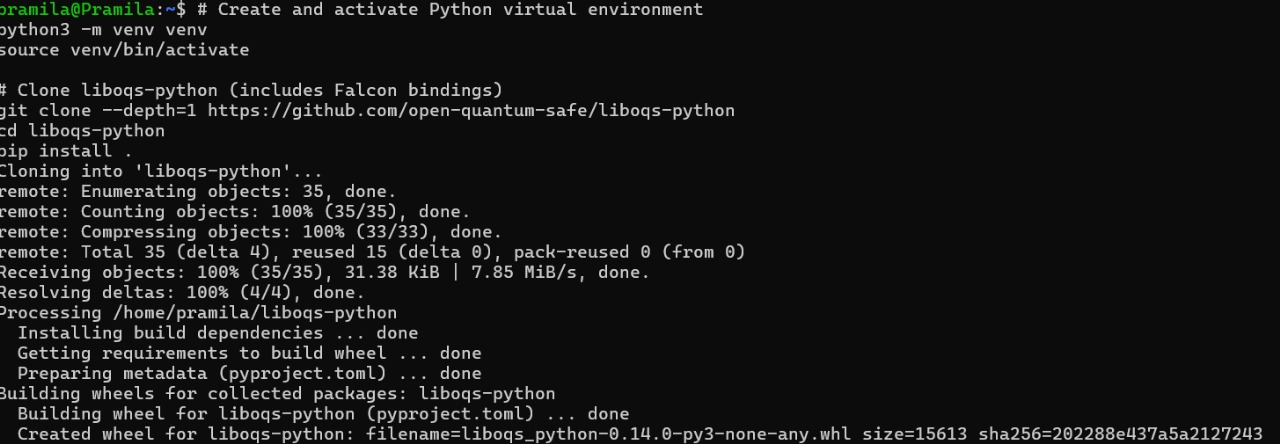 pramila@Pramila:~$ # Create and activate Python virtual environment
python3 -m venv venv
source venv/bin/activate
# Clone liboqs-python (includes Falcon bindings)
git clone --depth=1 https://github.com/open-quantum-safe/liboqs-python
cd liboqs-python
pip install .
Cloning into 'liboqs-python'...
remote: Enumerating objects: 35, done.
remote: Counting objects: 100% (35/35), done.
remote: Compressing objects: 100% (33/33), done.
remote: Total 35 (delta 4), reused 15 (delta 0), pack-reused 0 (from 0)
Receiving objects: 100% (35/35), 31.38 KiB | 7.85 MiB/s, done.
Resolving deltas: 100% (4/4), done.
Processing /home/pramila/liboqs-python
  Installing build dependencies ... done
  Getting requirements to build wheel ... done
  Preparing metadata (pyproject.toml) ... done
Building wheels for collected packages: liboqs-python
  Building wheel for liboqs-python (pyproject.toml) ... done
  Created wheel for liboqs-python: filename=liboqs_python-0.14.0-py3-none-any.whl size=15613 sha256=202288e437a5a2127243